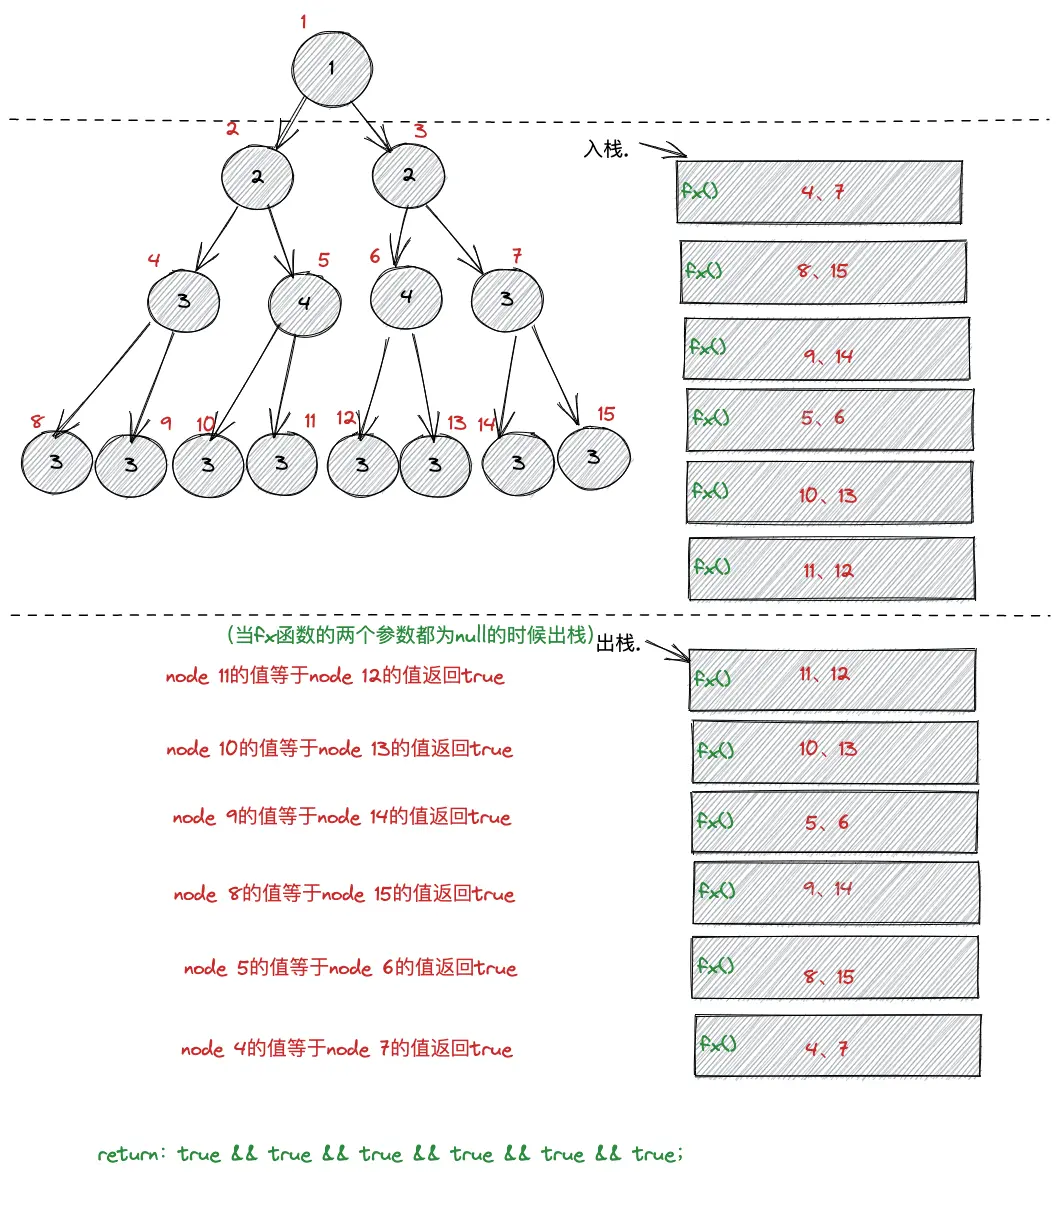 1
1
2
3
2
2
4
5
6
7
3
4
4
3
8
9
10
11
12
13
14
15
3
3
3
3
3
3
3
3
入栈.
fx() 4、7
fx() 8、15
fx() 9、14
fx() 5、6
fx() 10、13
fx() 11、12
(当fx函数的两个参数都为null的时候出栈)
出栈.
node 11的值等于node 12的值返回true
fx() 11、12
node 10的值等于node 13的值返回true
fx() 10、13
node 9的值等于node 14的值返回true
fx() 5、6
node 8的值等于node 15的值返回true
fx() 9、14
node 5的值等于node 6的值返回true
fx() 8、15
node 4的值等于node 7的值返回true
fx() 4、7
return: true && true && true && true && true && true;